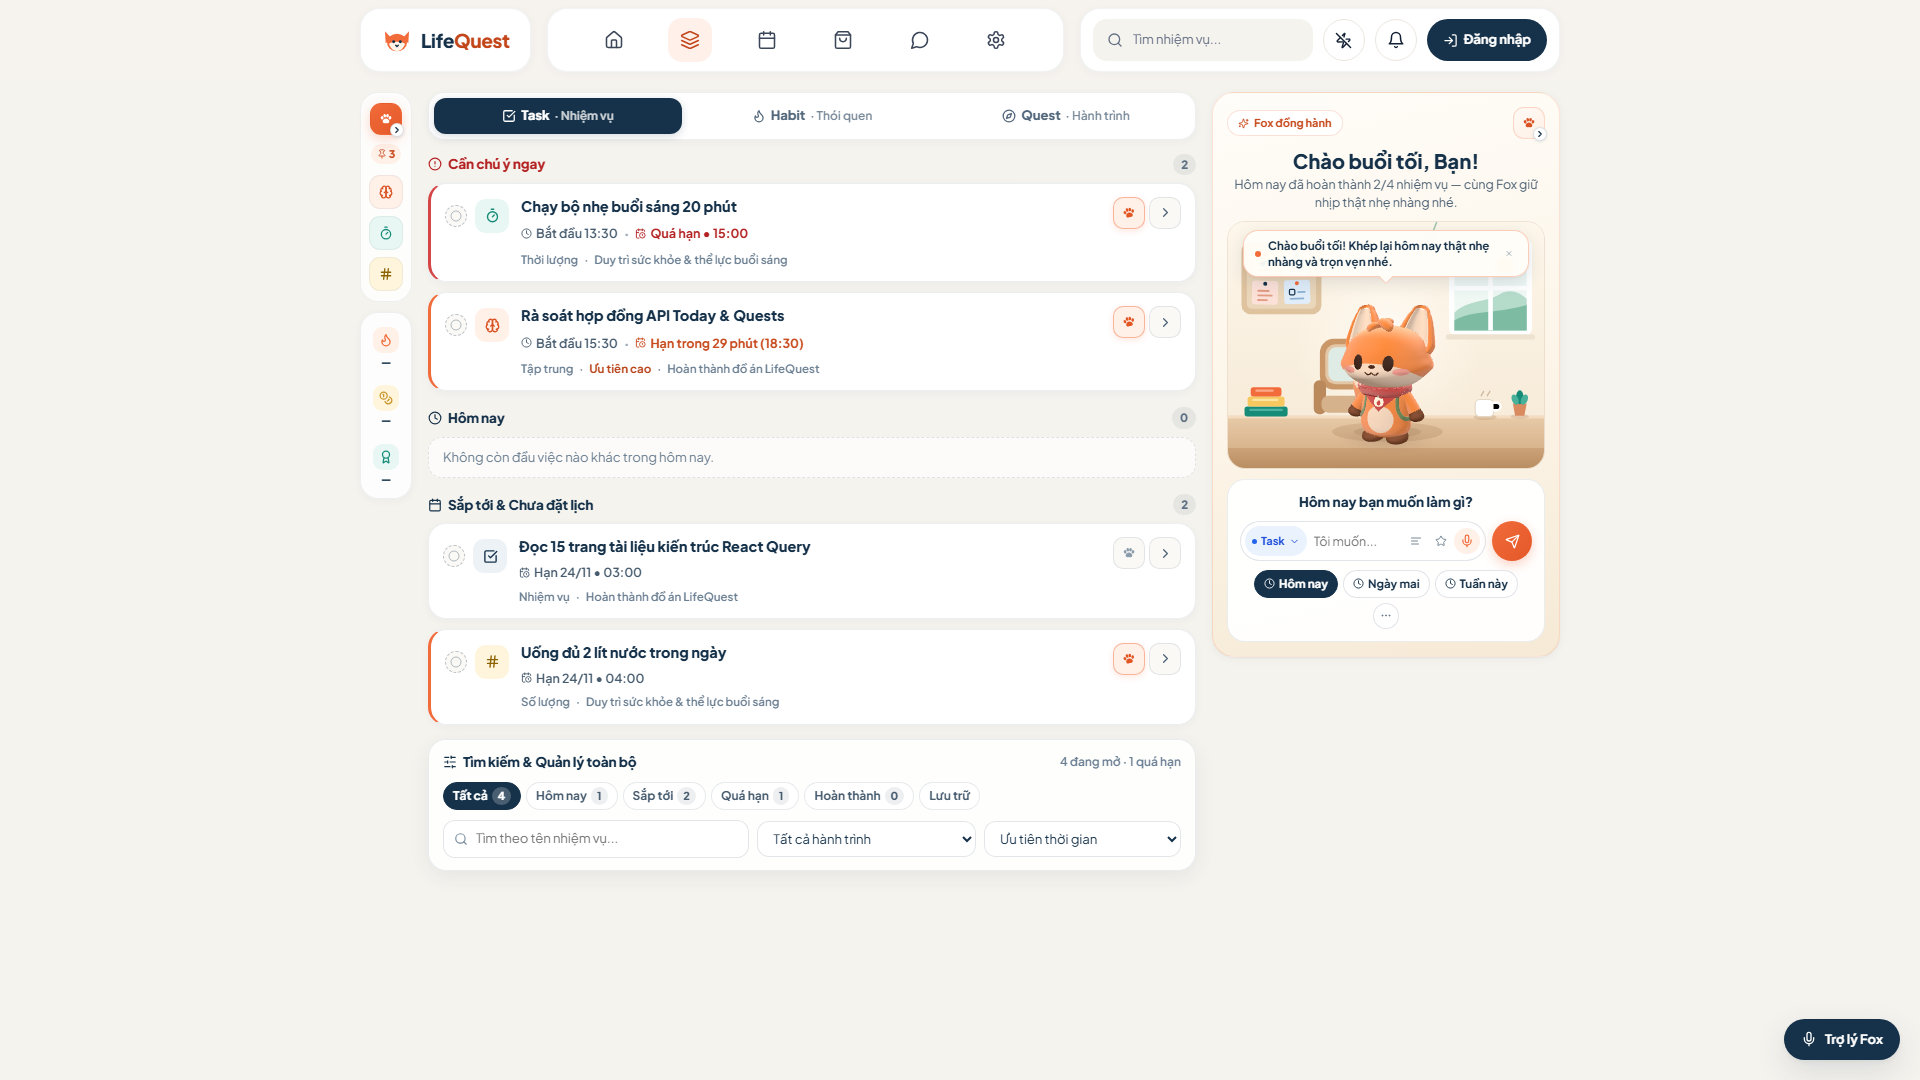 LifeQuest
Tìm nhiệm vụ...
Đăng nhập
3
Task · Nhiệm vụ
Habit · Thói quen
Quest · Hành trình
Cần chú ý ngay
2
Chạy bộ nhẹ buổi sáng 20 phút
Bắt đầu 13:30 · Quá hạn • 15:00
Thời lượng · Duy trì sức khỏe & thể lực buổi sáng
Rà soát hợp đồng API Today & Quests
Bắt đầu 15:30 · Hạn trong 29 phút (18:30)
Tập trung · Ưu tiên cao · Hoàn thành đồ án LifeQuest
Hôm nay
0
Không còn đầu việc nào khác trong hôm nay.
Sắp tới & Chưa đặt lịch
2
Đọc 15 trang tài liệu kiến trúc React Query
Hạn 24/11 • 03:00
Nhiệm vụ · Hoàn thành đồ án LifeQuest
Uống đủ 2 lít nước trong ngày
Hạn 24/11 • 04:00
Số lượng · Duy trì sức khỏe & thể lực buổi sáng
Tìm kiếm & Quản lý toàn bộ
4 đang mở · 1 quá hạn
Tất cả 4
Hôm nay 1
Sắp tới 2
Quá hạn 1
Hoàn thành 0
Lưu trữ
Tìm theo tên nhiệm vụ...
Tất cả hành trình
Ưu tiên thời gian
Fox đồng hành
Chào buổi tối, Bạn!
Hôm nay đã hoàn thành 2/4 nhiệm vụ — cùng Fox giữ
nhịp thật nhẹ nhàng nhé.
Chào buổi tối! Khép lại hôm nay thật nhẹ
nhàng và trọn vẹn nhé.
Hôm nay bạn muốn làm gì?
Task
Tôi muốn...
Hôm nay
Ngày mai
Tuần này
Trợ lý Fox